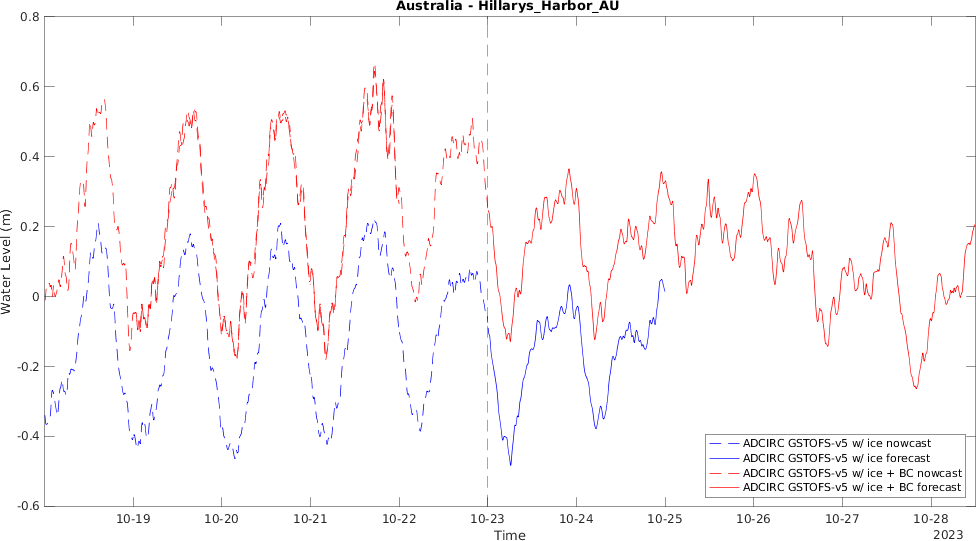 Australia - Hillarys_Harbor_AU
0.8
0.6
0.4
0.2
0
-0.2
-0.4
-0.6
Water Level (m)
ADCIRC GSTOFS-v5 w/ ice nowcast
ADCIRC GSTOFS-v5 w/ ice forecast
ADCIRC GSTOFS-v5 w/ ice + BC nowcast
ADCIRC GSTOFS-v5 w/ ice + BC forecast
10-19 10-20 10-21 10-22 10-23 10-24 10-25 10-26 10-27 10-28
Time
2023